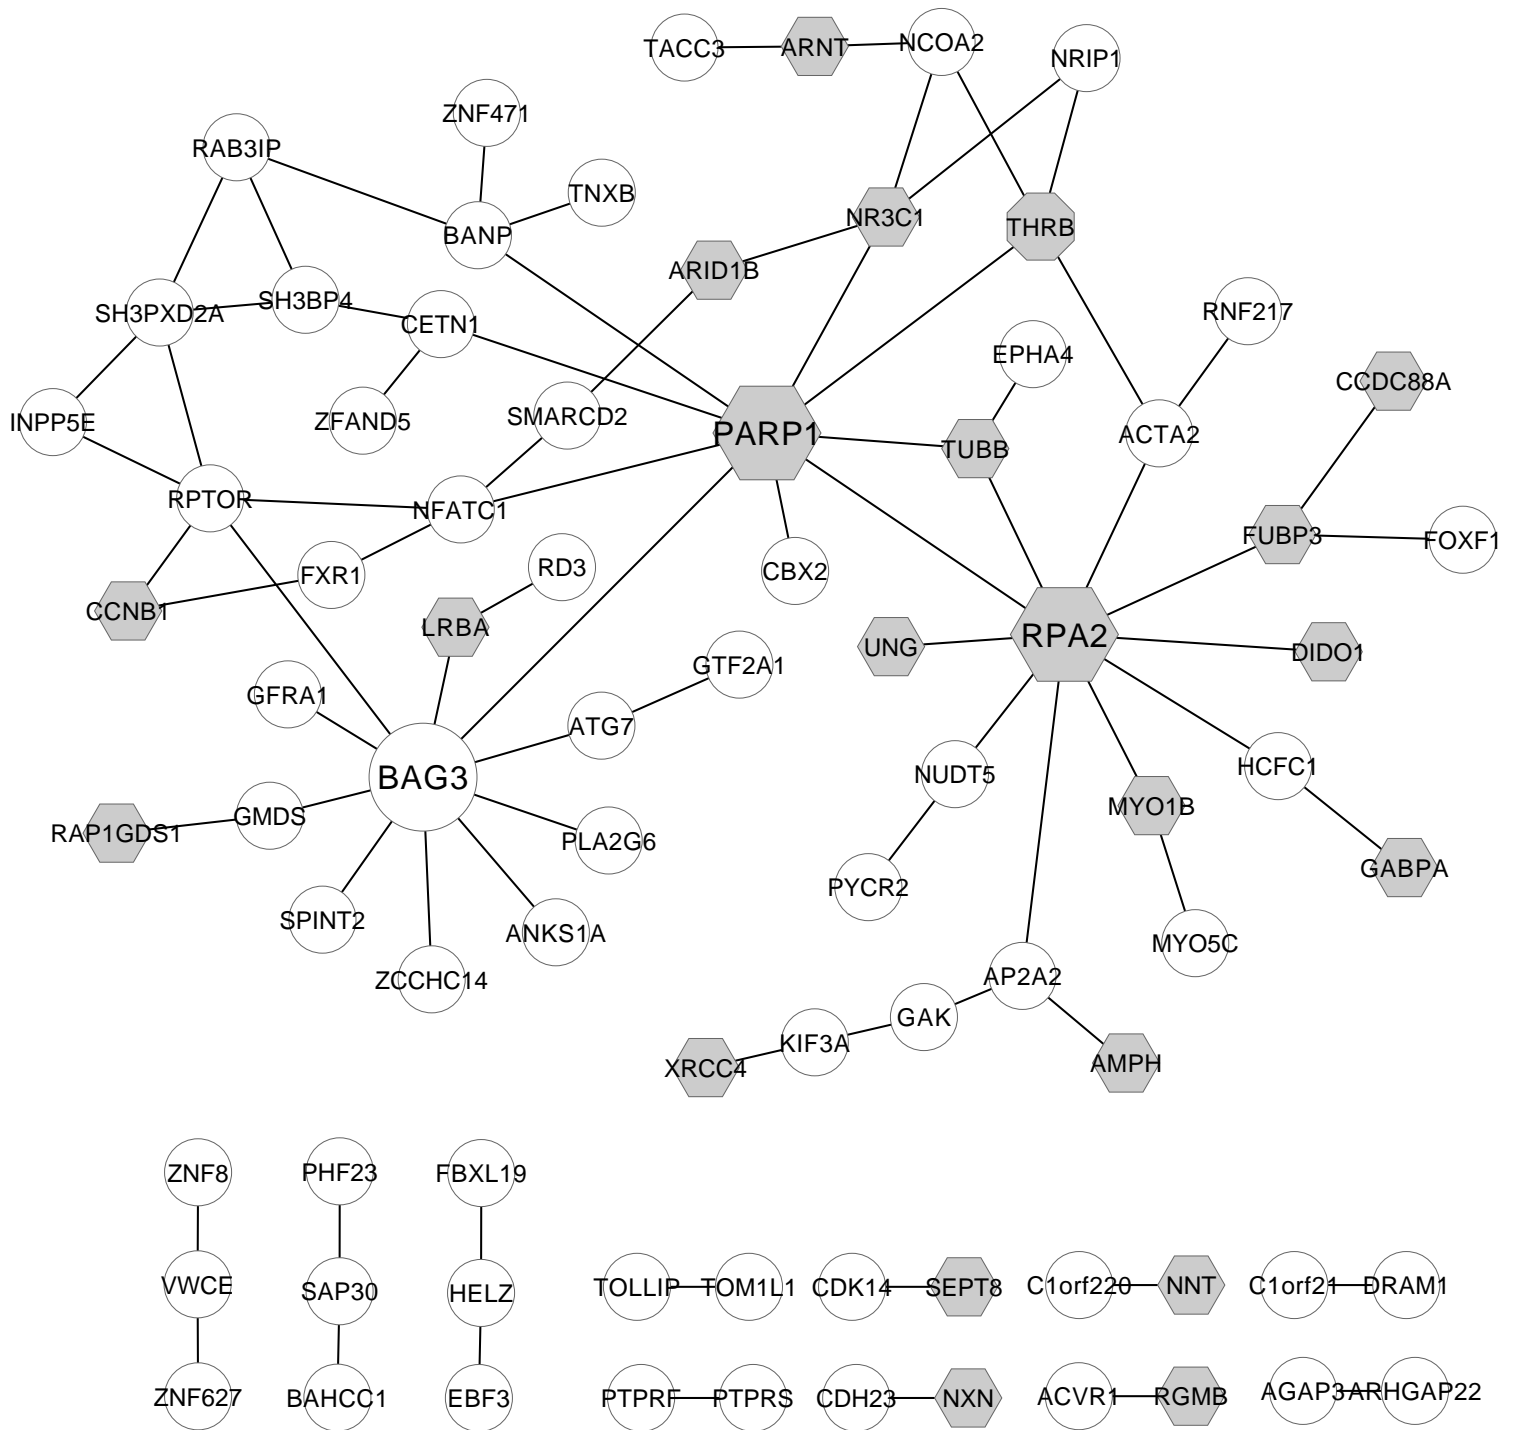 TACC3
ARNT
NCOA2
NRIP1
ZNF471
RAB3IP
TNXB
BANP
NR3C1
THRB
ARID1B
SH3PXD2A
SH3BP4
CETN1
RNF217
EPHA4
CCDC88A
INPP5E
ZFAND5
SMARCD2
PARP1
TUBB
ACTA2
RPTOR
NFATC1
FUBP3
FOXF1
FXR1
RD3
CBX2
CCNB1
LRBA
UNG
RPA2
DIDO1
GFRA1
GTF2A1
ATG7
BAG3
NUDT5
HCFC1
MYO1B
RAP1GDS1
GMDS
PLA2G6
GABPA
PYCR2
SPINT2
ANKS1A
MYO5C
ZCCHC14
AP2A2
GAK
KIF3A
XRCC4
AMPH
ZNF8
PHF23
FBXL19
VWCE
SAP30
HELZ
TOLLIP
TOM1L1
CDK14
SEPT8
C1orf220
NNT
C1orf21
DRAM1
ZNF627
BAHCC1
EBF3
PTPRF
PTPRS
CDH23
NXN
ACVR1
RGMB
AGAP3
ARHGAP22